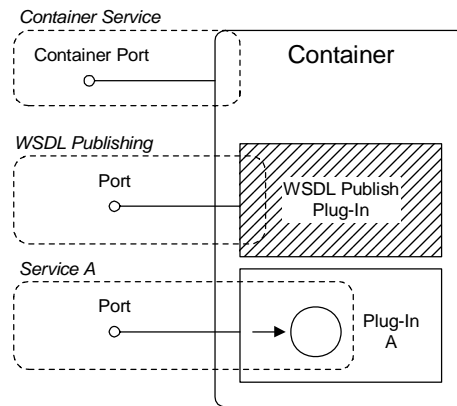 Container Service
Container Port
Container
WSDL Publishing
Port
WSDL Publish
Plug-In
Service A
Port
Plug-In
A